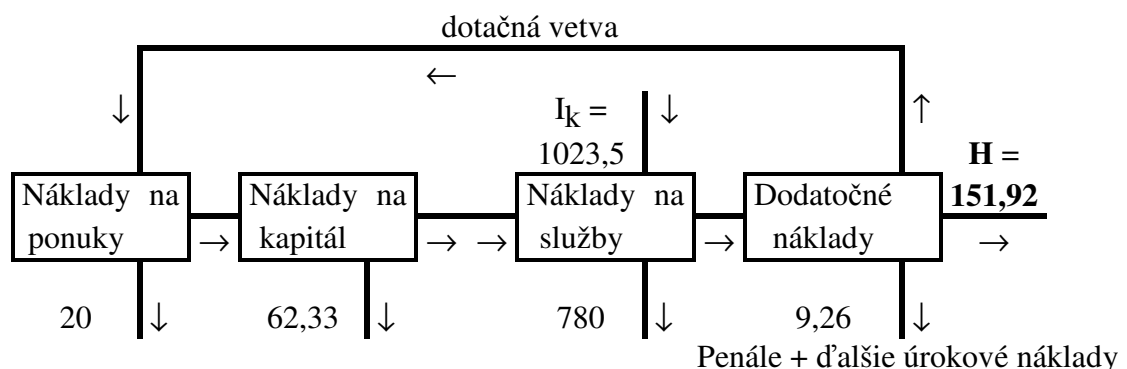 dotačná vetva
←
↓
I_k =
1023,5
↓
↑
H =
151,92
Náklady na
ponuky
→
Náklady na
kapitál
→ →
Náklady na
služby
→
Dodatočné
náklady
→
20 ↓
62,33 ↓
780 ↓
9,26 ↓
Penále + ďalšie úrokové náklady